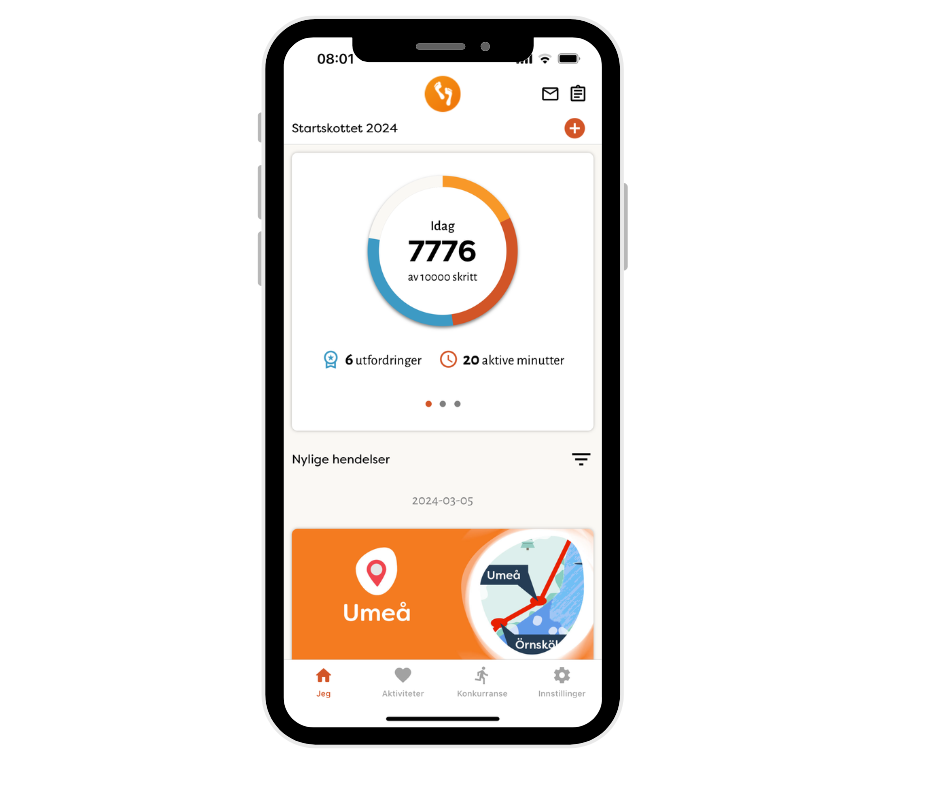 08:01
Startskottet 2024
Idag
7776
av 10000 skritt
6 utfordringer
20 aktive minutter
Nylige hendelser
2024-03-05
Umeå
Umeå
Jeg
Aktiviteter
Konkurranse
Innstillinger